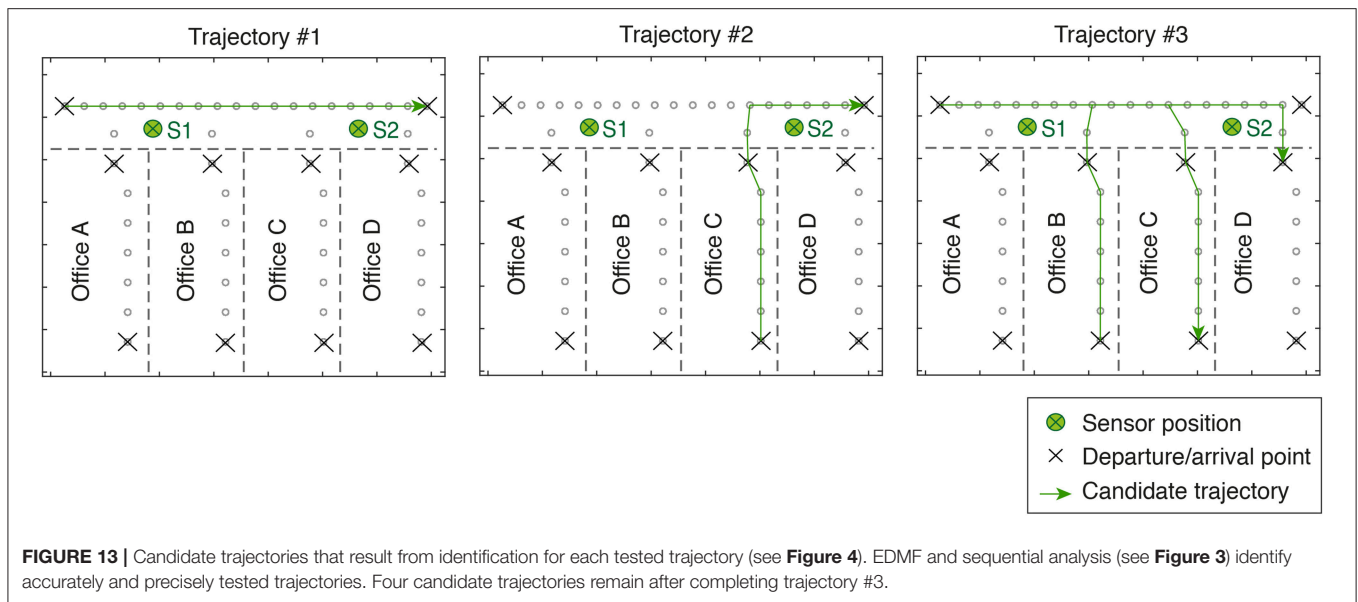 Trajectory #1
Trajectory #2
Trajectory #3
S1
S2
Office A
Office B
Office C
Office D
S1
S2
Office A
Office B
Office C
Office D
S1
S2
Office A
Office B
Office C
Office D
Sensor position
Departure/arrival point
Candidate trajectory
FIGURE 13 | Candidate trajectories that result from identification for each tested trajectory (see Figure 4). EDMF and sequential analysis (see Figure 3) identify
accurately and precisely tested trajectories. Four candidate trajectories remain after completing trajectory #3.